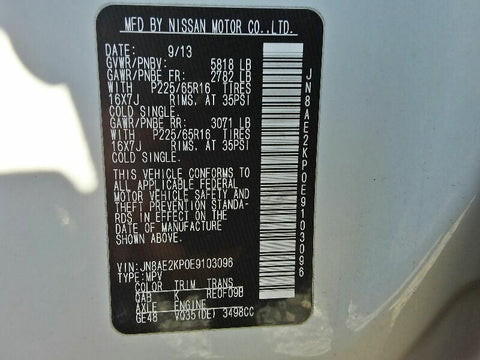 MFD BY NISSAN MOTOR CO.,LTD.
DATE: 9/13
GVWR/PNBV: 5818 LB
GAWR/PNBE FR: 2782 LB
WITH P225/65R16 TIRES
16X7J RIMS. AT 35PSI
COLD SINGLE.
GAWR/PNBE RR: 3071 LB
WITH P225/65R16 TIRES
16X7J RIMS. AT 35PSI
COLD SINGLE.
THIS VEHICLE CONFORMS TO
ALL APPLICABLE FEDERAL
MOTOR VEHICLE SAFETY AND
THEFT PREVENTION STANDA-
RDS IN EFFECT ON THE
DATE OF MANUFACTURE
SHOWN ABOVE.
VIN: JN8AE2KP0E9103096
TYPE: MPV
COLOR TRIM TRANS
QAB K RE0F09B
AXLE ENGINE
GE48 VQ35(DE) 3498CC
JN8AE2KP0E9103096